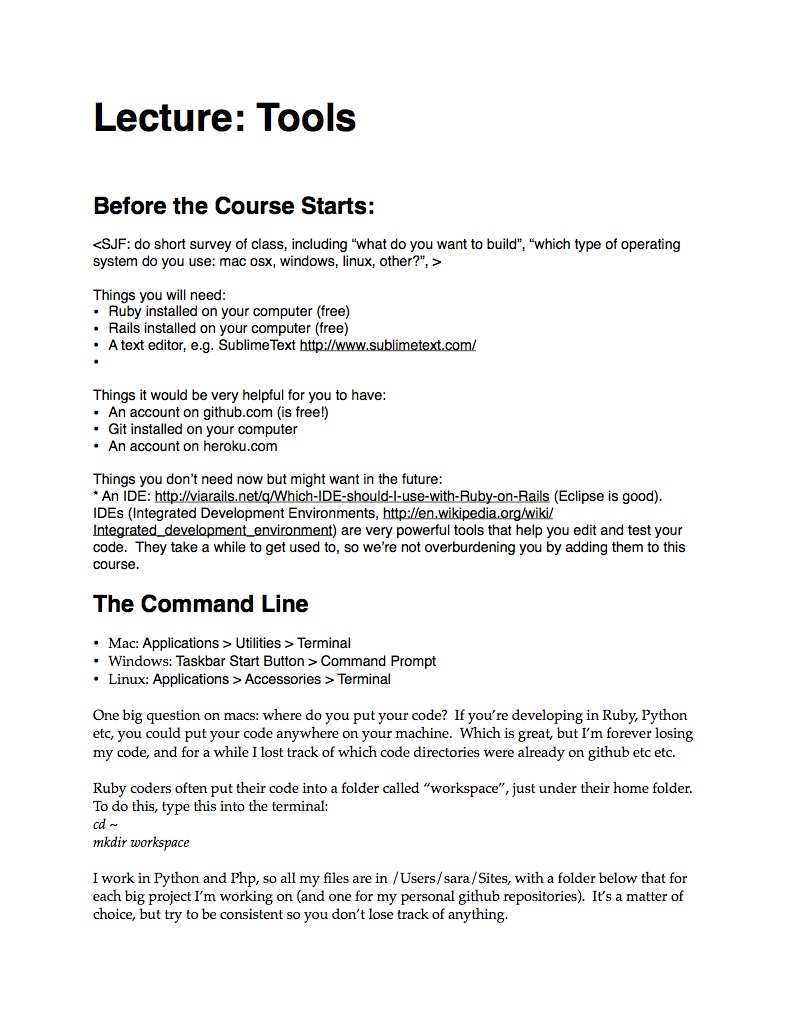 Lecture: Tools
Before the Course Starts:
<SJF: do short survey of class, including “what do you want to build”, “which type of operating
system do you use: mac osx, windows, linux, other?”, >
Things you will need:
• Ruby installed on your computer (free)
• Rails installed on your computer (free)
• A text editor, e.g. SublimeText http://www.sublimetext.com/
•
Things it would be very helpful for you to have:
• An account on github.com (is free!)
• Git installed on your computer
• An account on heroku.com
Things you don’t need now but might want in the future:
* An IDE: http://viarails.net/q/Which-IDE-should-I-use-with-Ruby-on-Rails (Eclipse is good).
IDEs (Integrated Development Environments, http://en.wikipedia.org/wiki/
Integrated_development_environment) are very powerful tools that help you edit and test your
code.  They take a while to get used to, so we’re not overburdening you by adding them to this
course.
The Command Line
• Mac: Applications > Utilities > Terminal
• Windows: Taskbar Start Button > Command Prompt
• Linux: Applications > Accessories > Terminal
One big question on macs: where do you put your code?  If you’re developing in Ruby, Python
etc, you could put your code anywhere on your machine.  Which is great, but I’m forever losing
my code, and for a while I lost track of which code directories were already on github etc etc.
Ruby coders often put their code into a folder called “workspace”, just under their home folder.
To do this, type this into the terminal:
cd ~
mkdir workspace
I work in Python and Php, so all my files are in /Users/sara/Sites, with a folder below that for
each big project I’m working on (and one for my personal github repositories).  It’s a matter of
choice, but try to be consistent so you don’t lose track of anything.